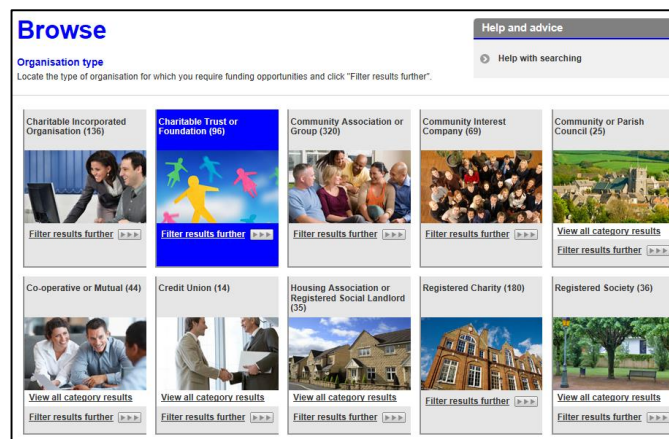 Browse
Help and advice
Help with searching
Organisation type
Locate the type of organisation for which you require funding opportunities and click "Filter results further".
Charitable Incorporated
Organisation (136)
Filter results further
Charitable Trust or
Foundation (96)
Filter results further
Community Association or
Group (320)
Filter results further
Community Interest
Company (69)
Filter results further
Community or Parish
Council (25)
View all category results
Filter results further
Co-operative or Mutual (44)
View all category results
Filter results further
Credit Union (14)
View all category results
Filter results further
Housing Association or
Registered Social Landlord
(35)
View all category results
Filter results further
Registered Charity (180)
Filter results further
Registered Society (36)
View all category results
Filter results further